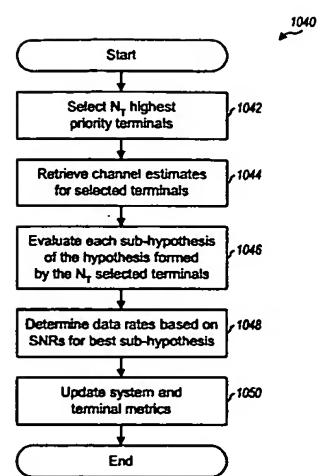 1040
Start
Select N_T highest
priority terminals
1042
Retrieve channel estimates
for selected terminals
1044
Evaluate each sub-hypothesis
of the hypothesis formed
by the N_T selected terminals
1046
Determine data rates based on
SNRs for best sub-hypothesis
1048
Update system and
terminal metrics
1050
End